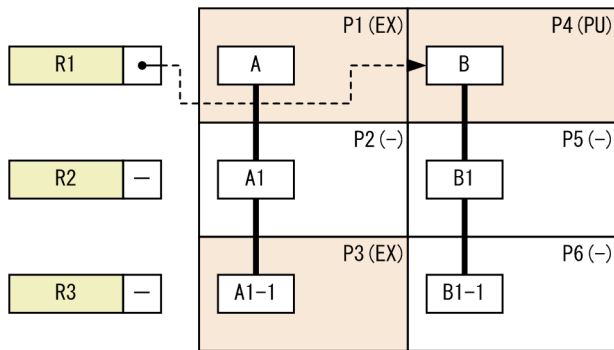 P1(EX)
P4(PU)
R1
A
B
P2(−)
P5(−)
R2
−
A1
B1
P3(EX)
P6(−)
R3
−
A1-1
B1-1